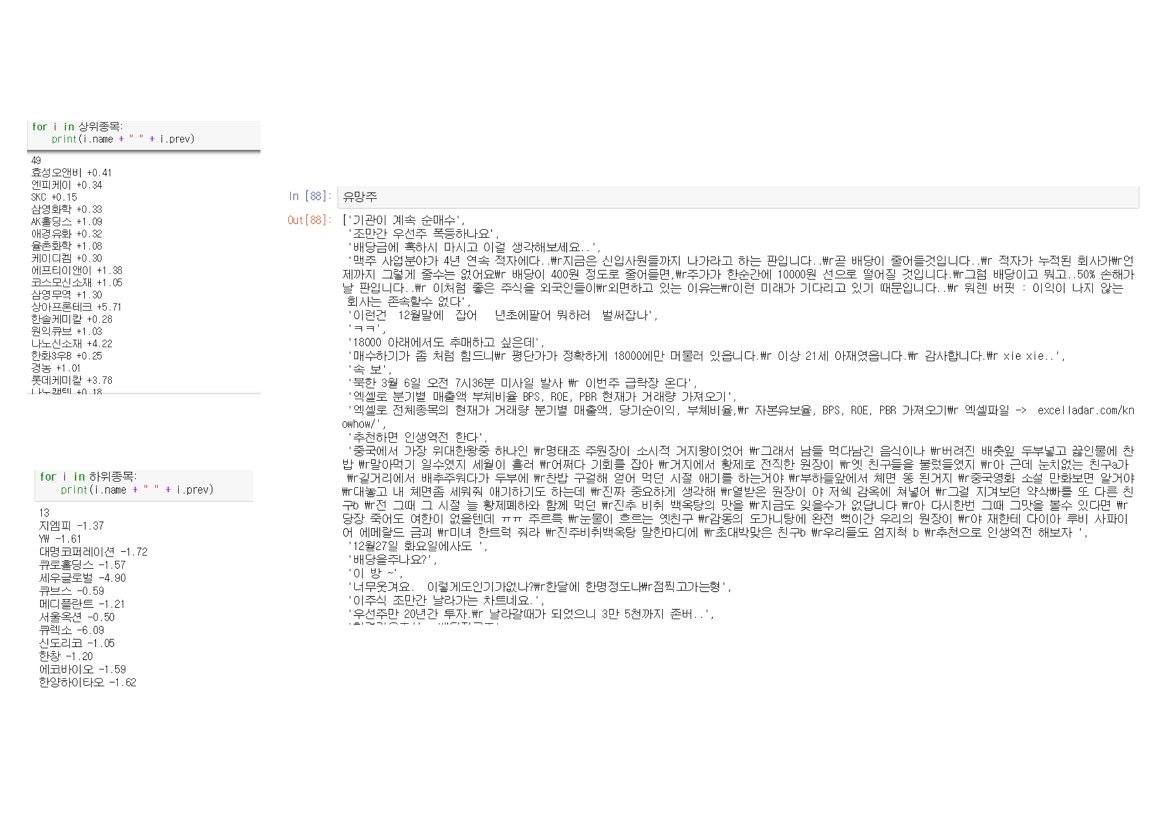 for i in 상위종목:
print(i.name + " " + i.prev)
49
효성오앤비 +0.41
엔피케이 +0.34
SKC +0.15
삼영화학 +0.33
AK홀딩스 +1.09
애경유화 +0.32
율촌화학 +1.08
케이디켐 +0.30
에프티이앤이 +1.38
코스모신소재 +1.05
삼영무역 +1.30
상아프론테크 +5.71
한솔케미칼 +0.28
원익큐브 +1.03
나노신소재 +4.22
한화3우B +0.25
경농 +1.01
롯데케미칼 +3.78
나노캠텍 +0.18
for i in 하위종목:
print(i.name + " " + i.prev)
13
지엠피 -1.37
YW -1.61
대명코퍼레이션 -1.72
큐로홀딩스 -1.57
세우글로벌 -4.90
큐브스 -0.59
메디플란트 -1.21
서울옥션 -0.50
큐렉소 -6.09
신도리코 -1.05
한창 -1.20
에코바이오 -1.59
한양하이타오 -1.62
In [88]: 유망주
Out[88]: ['기관이 계속 순매수',
'조만간 우선주 폭등하나요',
'배당금에 혹하시 마시고 이걸 생각해보세요..',
'맥주 사업분야가 4년 연속 적자에다..₩r지금은 신입사원들까지 나가라고 하는 판입니다..₩r곧 배당이 줄어들것입니다..₩r 적자가 누적된 회사가₩r언
제까지 그렇게 줄수는 없어요₩r 배당이 400원 정도로 줄어들면,₩r주가가 한순간에 10000원 선으로 떨어질 것입니다.₩r그럼 배당이고 뭐고..50% 손해가
날 판입니다..₩r 이처럼 좋은 주식을 외국인들이₩r외면하고 있는 이유는₩r이런 미래가 기다리고 있기 때문입니다..₩r 워렌 버핏 : 이익이 나지 않는
회사는 존속할수 없다',
'이런건 12월말에 잡어 년초에팔어 뭐하러 벌써잡나',
'ㅋㅋ',
'18000 아래에서도 추매하고 싶은데',
'매수하기가 좀 처럼 힘드니₩r 평단가가 정확하게 18000에만 머물러 있읍니다.₩r 이상 21세 아재였읍니다.₩r 감사합니다.₩r xie xie..',
'속 보',
'북한 3월 6일 오전 7시36분 미사일 발사 ₩r 이번주 급락장 온다',
'엑셀로 분기별 매출액 부체비율 BPS, ROE, PBR 현재가 거래량 가져오기',
'엑셀로 전체종목의 현재가 거래량 분기별 매출액, 당기순이익, 부체비율,₩r 자본유보율, BPS, ROE, PBR 가져오기₩r 엑셀파일 -> excelladar.com/kn
owhow/',
'추천하면 인생역전 한다',
'중국에서 가장 위대한왕중 하나인 ₩r명태조 주원장이 소시적 거지왕이었어 ₩r그래서 남들 먹다남긴 음식이나 ₩r버려진 배춧잎 두부넣고 끓인물에 찬
밥 ₩r말아먹기 일수였지 세월이 흘러 ₩r어쩌다 기회를 잡아 ₩r거지에서 황제로 전직한 원장이 ₩r옛 친구들을 불렀들였지 ₩r아 근데 눈치없는 친구a가
₩r길거리에서 배추주워다가 두부에 ₩r찬밥 구걸해 얻어 먹던 시절 얘기를 하는거야 ₩r부하들앞에서 체면 똥 된거지 ₩r중국영화 소설 만화보면 알거야
₩r대놓고 내 체면좀 세워줘 얘기하기도 하는데 ₩r진짜 중요하게 생각해 ₩r열받은 원장이 야 저쉑 감옥에 쳐넣어 ₩r그걸 지켜보던 약삭빠를 또 다른 친
구b ₩r전 그때 그 시절 늘 황제폐하와 함께 먹던 ₩r진추 비취 백옥탕의 맛을 ₩r지금도 잊을수가 없답니다 ₩r아 다시한번 그때 그맛을 볼수 있다면 ₩r
당장 죽어도 여한이 없을텐데 ㅠㅠ 주르륵 ₩r눈물이 흐르는 옛친구 ₩r감동의 도가니탕에 완전 뻑이간 우리의 원장이 ₩r야 재한테 다이아 루비 사파이
어 에메랄드 금괴 ₩r미녀 한트럭 줘라 ₩r진주비취백옥탕 말한마디에 ₩r초대박맞은 친구b ₩r우리들도 엄지척 b ₩r추천으로 인생역전 해보자 ',
'12월27일 화요일에사도 ',
'배당을주나요?',
'이 방 ~',
'너무웃겨요. 이렇게도인기가없나?₩r한달에 한명정도나₩r점찍고가는형',
'이주식 조만간 날라가는 차트네요.',
'우선주만 20년간 투자.₩r 날라갈때가 되었으니 3만 5천까지 존버..',